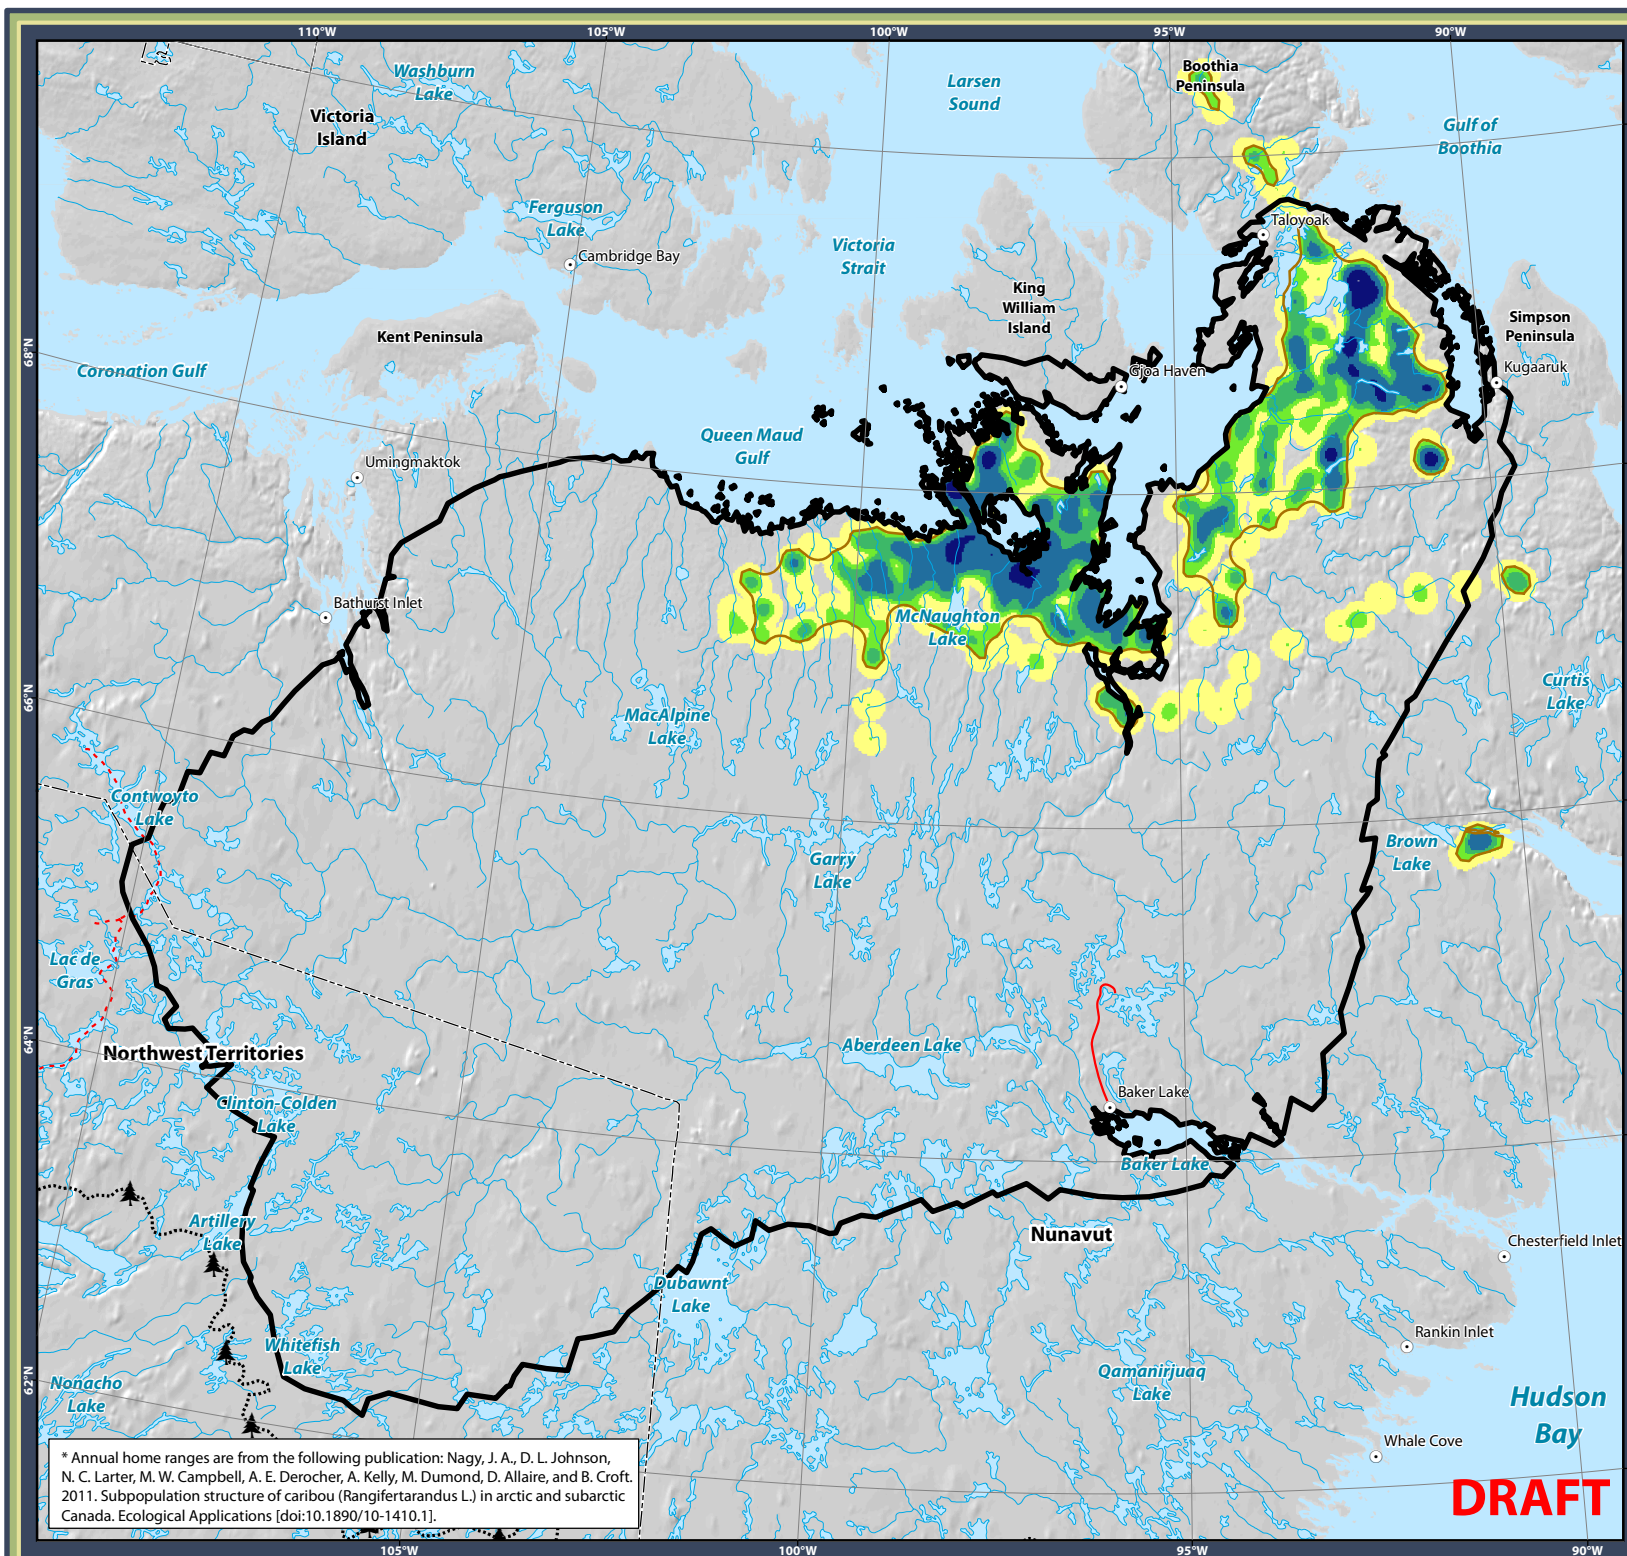 110°W
105°W
100°W
95°W
90°W
Washburn
Lake
Victoria
Island
Larsen
Sound
Boothia
Peninsula
Gulf of
Boothia
Ferguson
Lake
Cambridge Bay
Victoria
Strait
Taloyoak
King
William
Island
Simpson
Peninsula
Kent Peninsula
68°N
Coronation Gulf
Gjoa Haven
Kugaaruk
Queen Maud
Gulf
Umingmaktok
Bathurst Inlet
McNaughton
Lake
66°N
MacAlpine
Lake
Curtis
Lake
Contwoyto
Lake
Garry
Lake
Brown
Lake
Lac de
Gras
64°N
Northwest Territories
Aberdeen Lake
Clinton-Colden
Lake
Baker Lake
Baker Lake
Artillery
Lake
Nunavut
Chesterfield Inlet
Dubawnt
Lake
Whitefish
Lake
Rankin Inlet
62°N
Nonacho
Lake
Qamanirjuaq
Lake
Hudson
Bay
Whale Cove
* Annual home ranges are from the following publication: Nagy, J. A., D. L. Johnson,
N. C. Larter, M. W. Campbell, A. E. Derocher, A. Kelly, M. Dumond, D. Allaire, and B. Croft.
2011. Subpopulation structure of caribou (Rangifertarandus L.) in arctic and subarctic
Canada. Ecological Applications [doi:10.1890/10-1410.1].
DRAFT
105°W
100°W
95°W
90°W